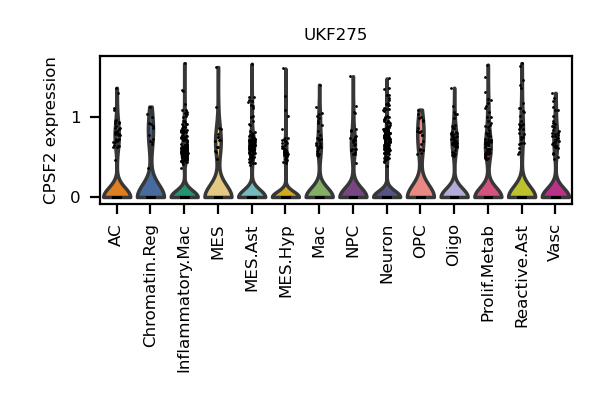 UKF275
CPSF2 expression
1
0
AC
Chromatin.Reg
Inflammatory.Mac
MES
MES.Ast
MES.Hyp
Mac
NPC
Neuron
OPC
Oligo
Prolif.Metab
Reactive.Ast
Vasc